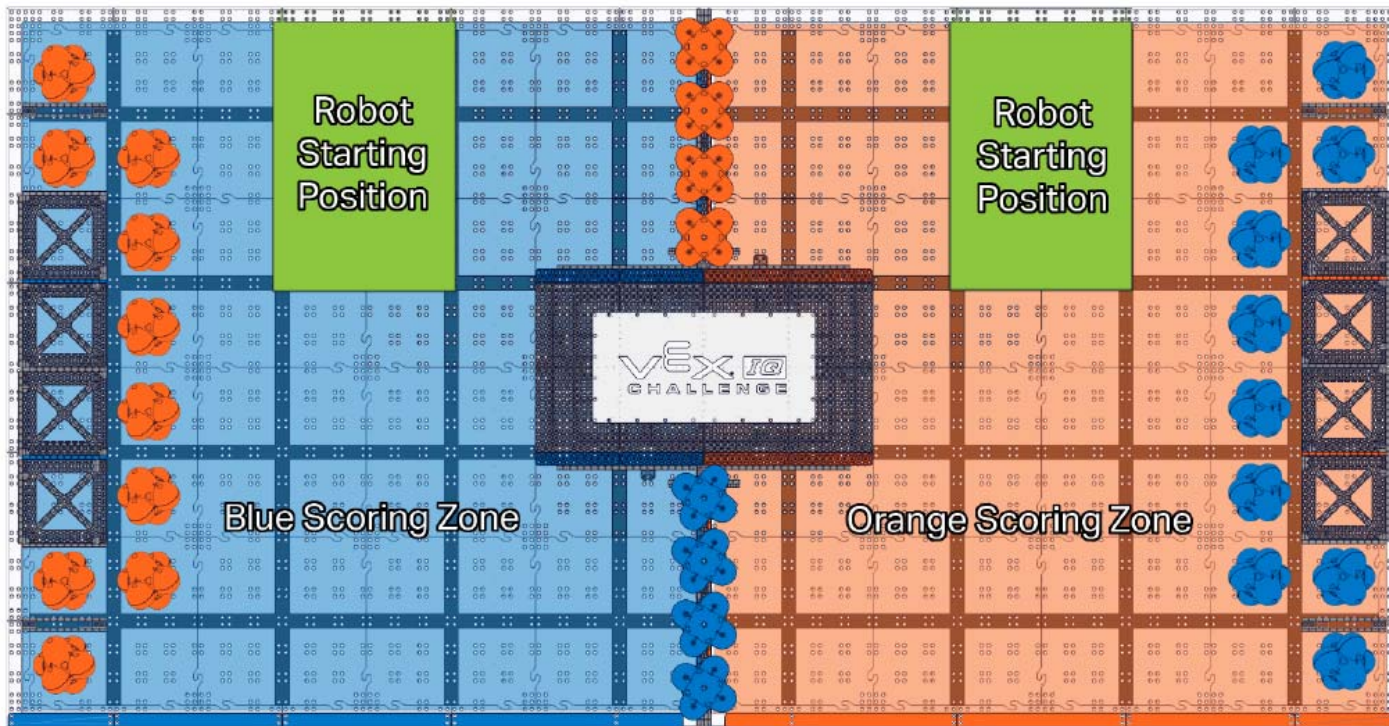 Robot
Starting
Position
Robot
Starting
Position
VEX IQ
CHALLENGE
Blue Scoring Zone
Orange Scoring Zone